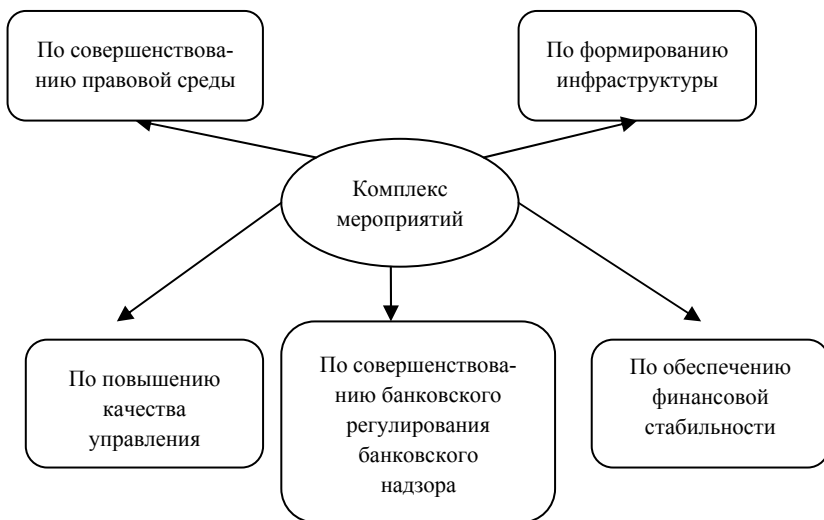 По совершенствова-
нию правовой среды
По формированию
инфраструктуры
Комплекс
мероприятий
По повышению
качества
управления
По совершенствова-
нию банковского
регулирования
банковского
надзора
По обеспечению
финансовой
стабильности